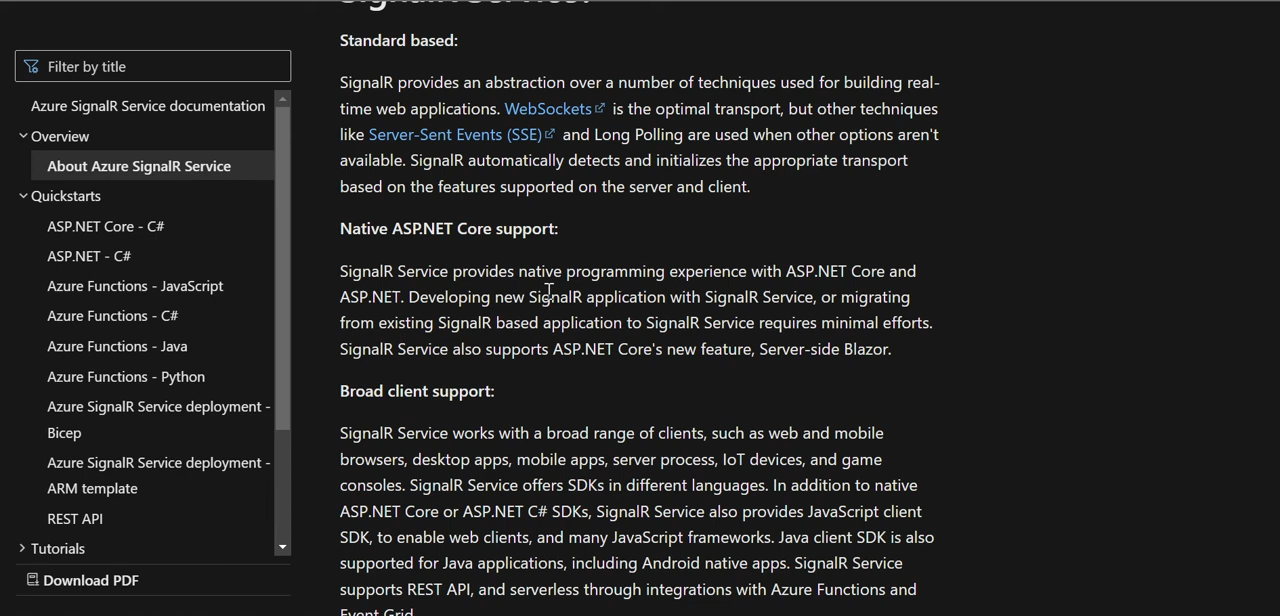 SignalR Service?
Standard based:
Filter by title
SignalR provides an abstraction over a number of techniques used for building real-
time web applications. WebSockets is the optimal transport, but other techniques
like Server-Sent Events (SSE) and Long Polling are used when other options aren't
available. SignalR automatically detects and initializes the appropriate transport
based on the features supported on the server and client.
Native ASP.NET Core support:
SignalR Service provides native programming experience with ASP.NET Core and
ASP.NET. Developing new SignalR application with SignalR Service, or migrating
from existing SignalR based application to SignalR Service requires minimal efforts.
SignalR Service also supports ASP.NET Core's new feature, Server-side Blazor.
Broad client support:
SignalR Service works with a broad range of clients, such as web and mobile
browsers, desktop apps, mobile apps, server process, IoT devices, and game
consoles. SignalR Service offers SDKs in different languages. In addition to native
ASP.NET Core or ASP.NET C# SDKs, SignalR Service also provides JavaScript client
SDK, to enable web clients, and many JavaScript frameworks. Java client SDK is also
supported for Java applications, including Android native apps. SignalR Service
supports REST API, and serverless through integrations with Azure Functions and
Event Grid.
Azure SignalR Service documentation
Overview
About Azure SignalR Service
Quickstarts
ASP.NET Core - C#
ASP.NET - C#
Azure Functions - JavaScript
Azure Functions - C#
Azure Functions - Java
Azure Functions - Python
Azure SignalR Service deployment -
Bicep
Azure SignalR Service deployment -
ARM template
REST API
Tutorials
Download PDF